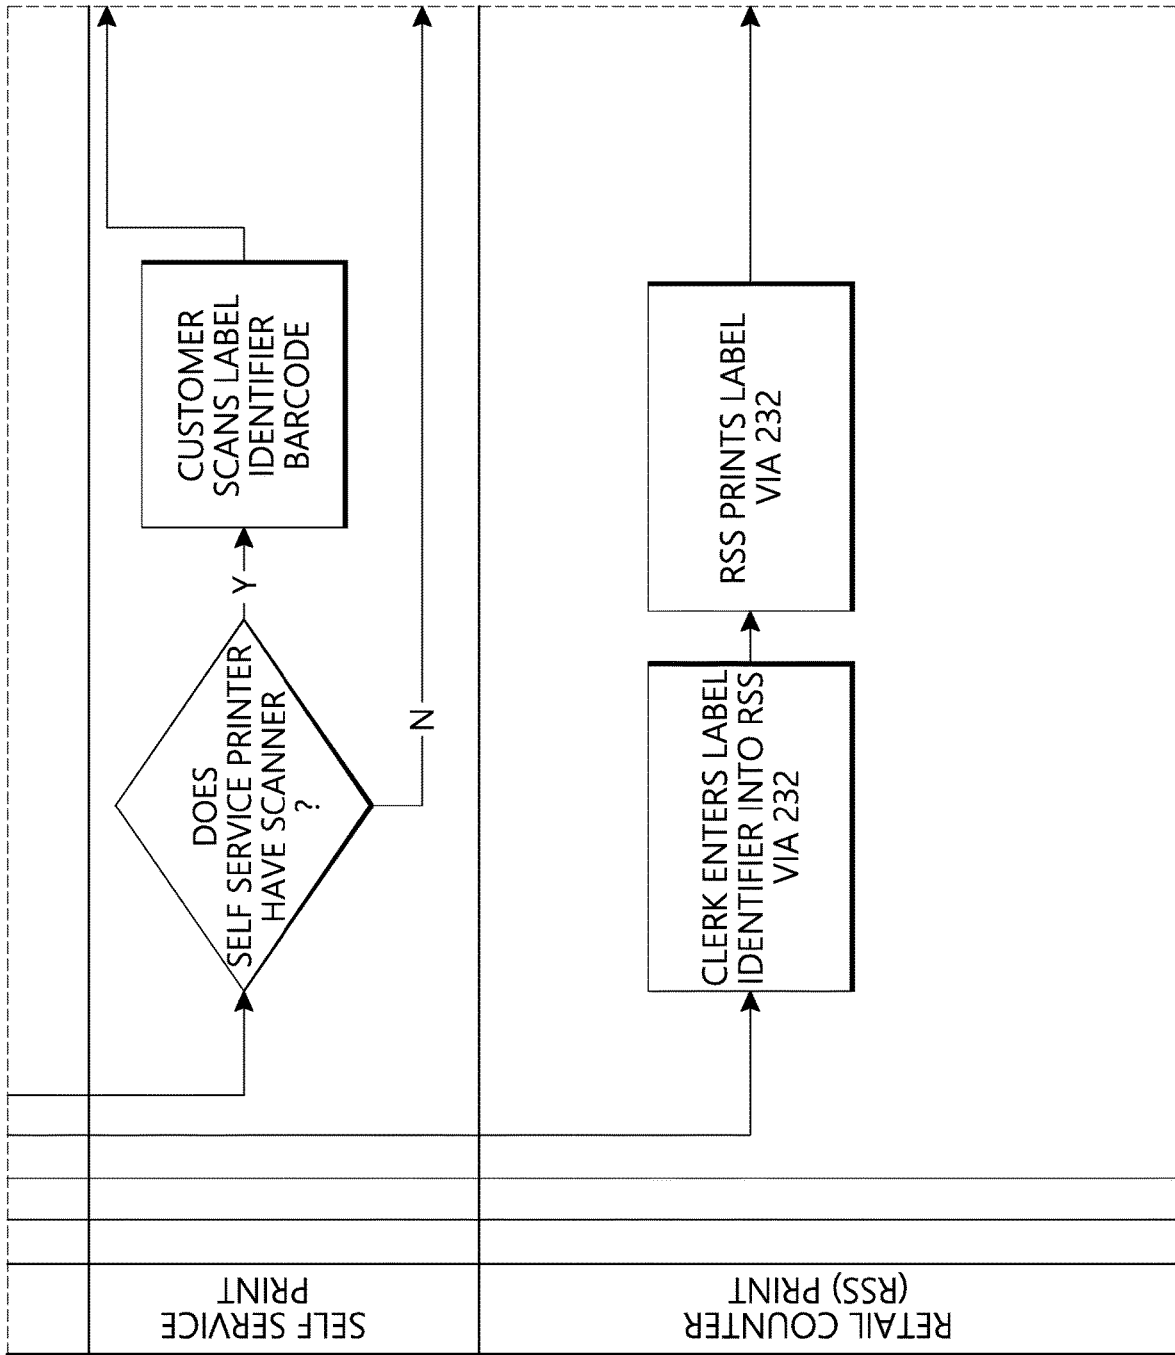 SELF SERVICE
PRINT
DOES
SELF SERVICE PRINTER
HAVE SCANNER
?
Y
N
CUSTOMER
SCANS LABEL
IDENTIFIER
BARCODE
RETAIL COUNTER
(RSS) PRINT
CLERK ENTERS LABEL
IDENTIFIER INTO RSS
VIA 232
RSS PRINTS LABEL
VIA 232